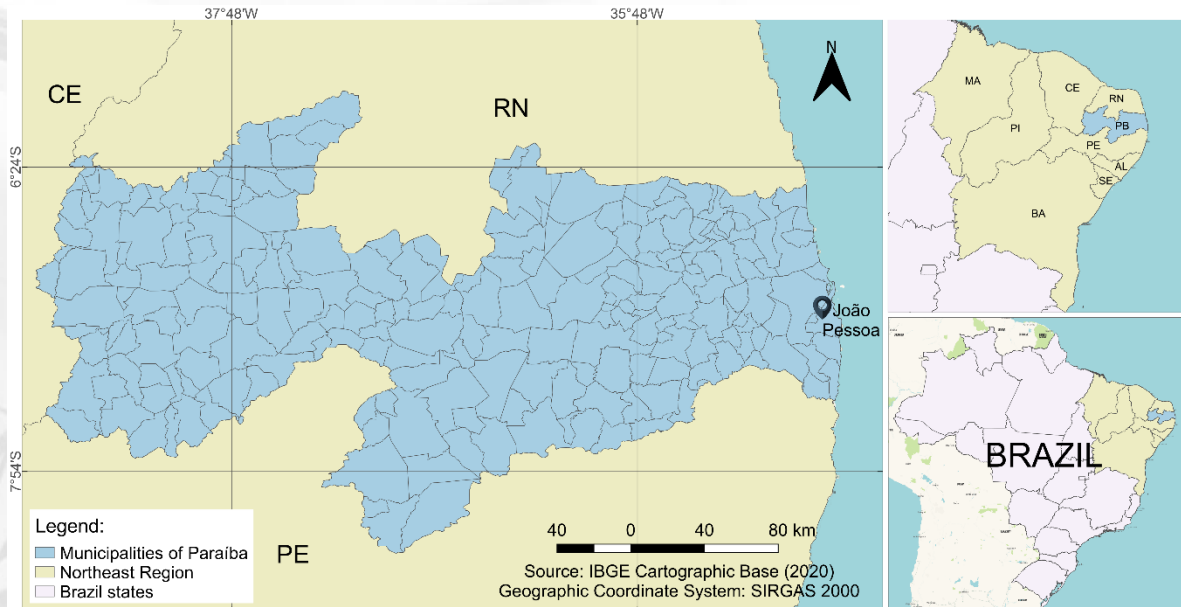 37°48'W
35°48'W
6°24'S
7°54'S
CE
RN
N
João
Pessoa
PE
Legend:
Municipalities of Paraíba
Northeast Region
Brazil states
40 0 40 80 km
Source: IBGE Cartographic Base (2020)
Geographic Coordinate System: SIRGAS 2000
MA
CE
RN
PI
PB
PE
AL
SE
BA
BRAZIL